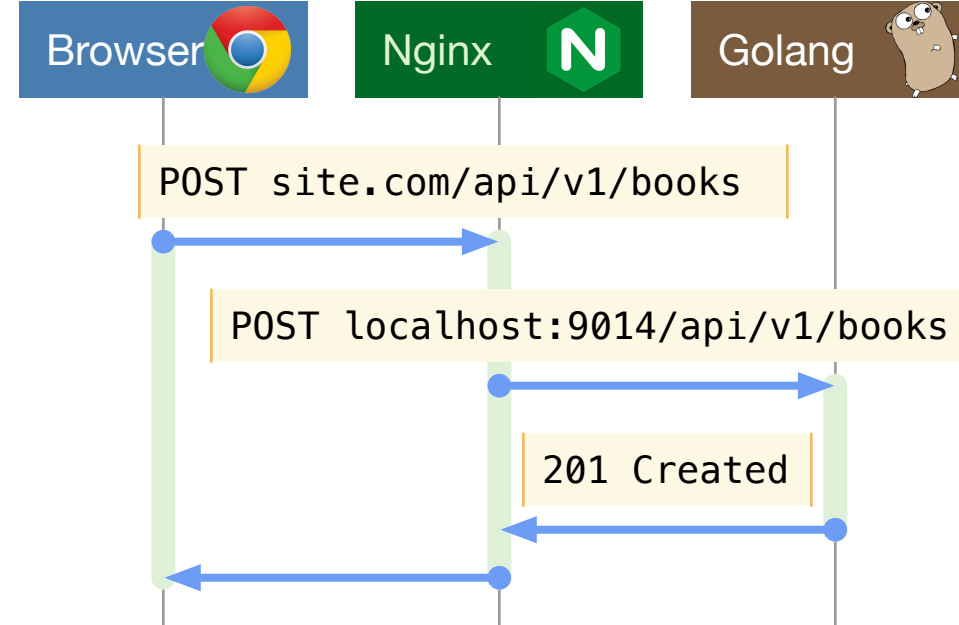 Browser
Nginx
N
Golang
POST site.com/api/v1/books
POST localhost:9014/api/v1/books
201 Created